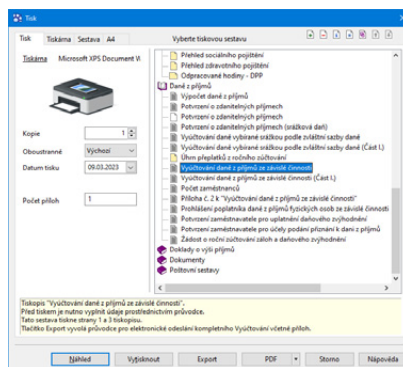 Tisk
Tisk Tiskárna Sestava A4
Vyberte tiskovou sestavu
Tiskárna Microsoft XPS Document W
Kopie 1
Oboustranné Výchozí
Datum tisku 09.03.2023
Počet příloh 1
Přehled sociálního pojištění
Přehled zdravotního pojištění
Odpracované hodiny - DPP
Daně z příjmů
Výpočet daně z příjmů
Potvrzení o zdanitelných příjmech
Potvrzení o zdanitelných příjmech
Potvrzení o zdanitelných příjmech (srážková daň)
Vyúčtování daně vybírané srážkou podle zvláštní sazby daně
Vyúčtování daně vybírané srážkou podle zvláštní sazby daně (Část I.)
Úhrn přeplatků z ročního zúčtování
Vyúčtování daně z příjmů ze závislé činnosti
Vyúčtování daně z příjmů ze závislé činnosti (Část I.)
Počet zaměstnanců
Příloha č. 2 k "Vyúčtování daně z příjmů ze závislé činnosti"
Prohlášení poplatníka daně z příjmů fyzických osob ze závislé činnosti
Potvrzení zaměstnavatele pro uplatnění daňového zvýhodnění
Potvrzení zaměstnavatele pro účely podání přiznání k dani z příjmů
Žádost o roční zúčtování záloh a daňového zvýhodnění
Doklady o výši příjmů
Dokumenty
Poštovní sestavy
Tiskopis "Vyúčtování daně z příjmů ze závislé činnosti".
Před tiskem je nutno vyplnit údaje prostřednictvím průvodce.
Tato sestava tiskne strany 1 a 3 tiskopisu.
Tlačítko Export vyvolá průvodce pro elektronické odeslání kompletního Vyúčtování včetně příloh.
Náhled Vytisknout Export PDF Storno Nápověda